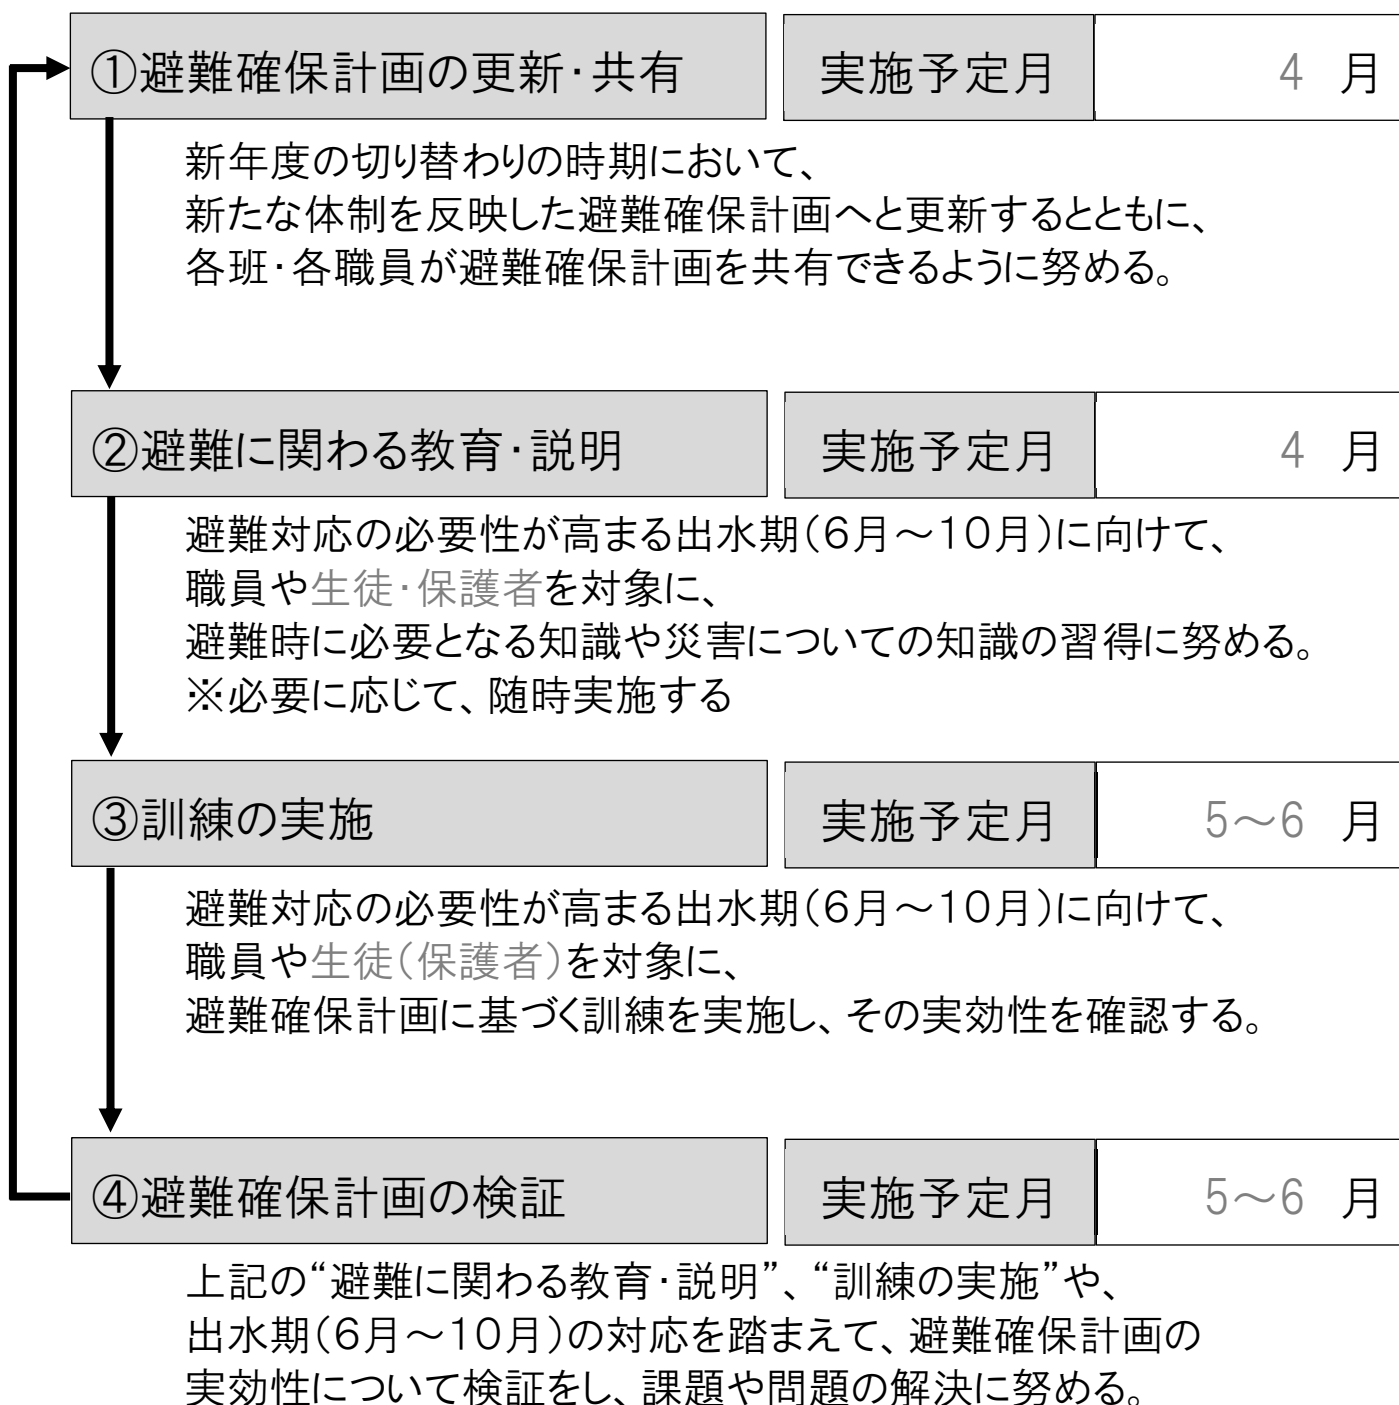 ①避難確保計画の更新・共有 実施予定月 4 月
新年度の切り替わりの時期において、
新たな体制を反映した避難確保計画へと更新するとともに、
各班・各職員が避難確保計画を共有できるように努める。
②避難に関わる教育・説明 実施予定月 4 月
避難対応の必要性が高まる出水期(6月～10月)に向けて、
職員や生徒・保護者を対象に、
避難時に必要となる知識や災害についての知識の習得に努める。
※必要に応じて、随時実施する
③訓練の実施 実施予定月 5～6 月
避難対応の必要性が高まる出水期(6月～10月)に向けて、
職員や生徒(保護者)を対象に、
避難確保計画に基づく訓練を実施し、その実効性を確認する。
④避難確保計画の検証 実施予定月 5～6 月
上記の“避難に関わる教育・説明”、“訓練の実施”や、
出水期(6月～10月)の対応を踏まえて、避難確保計画の
実効性について検証をし、課題や問題の解決に努める。